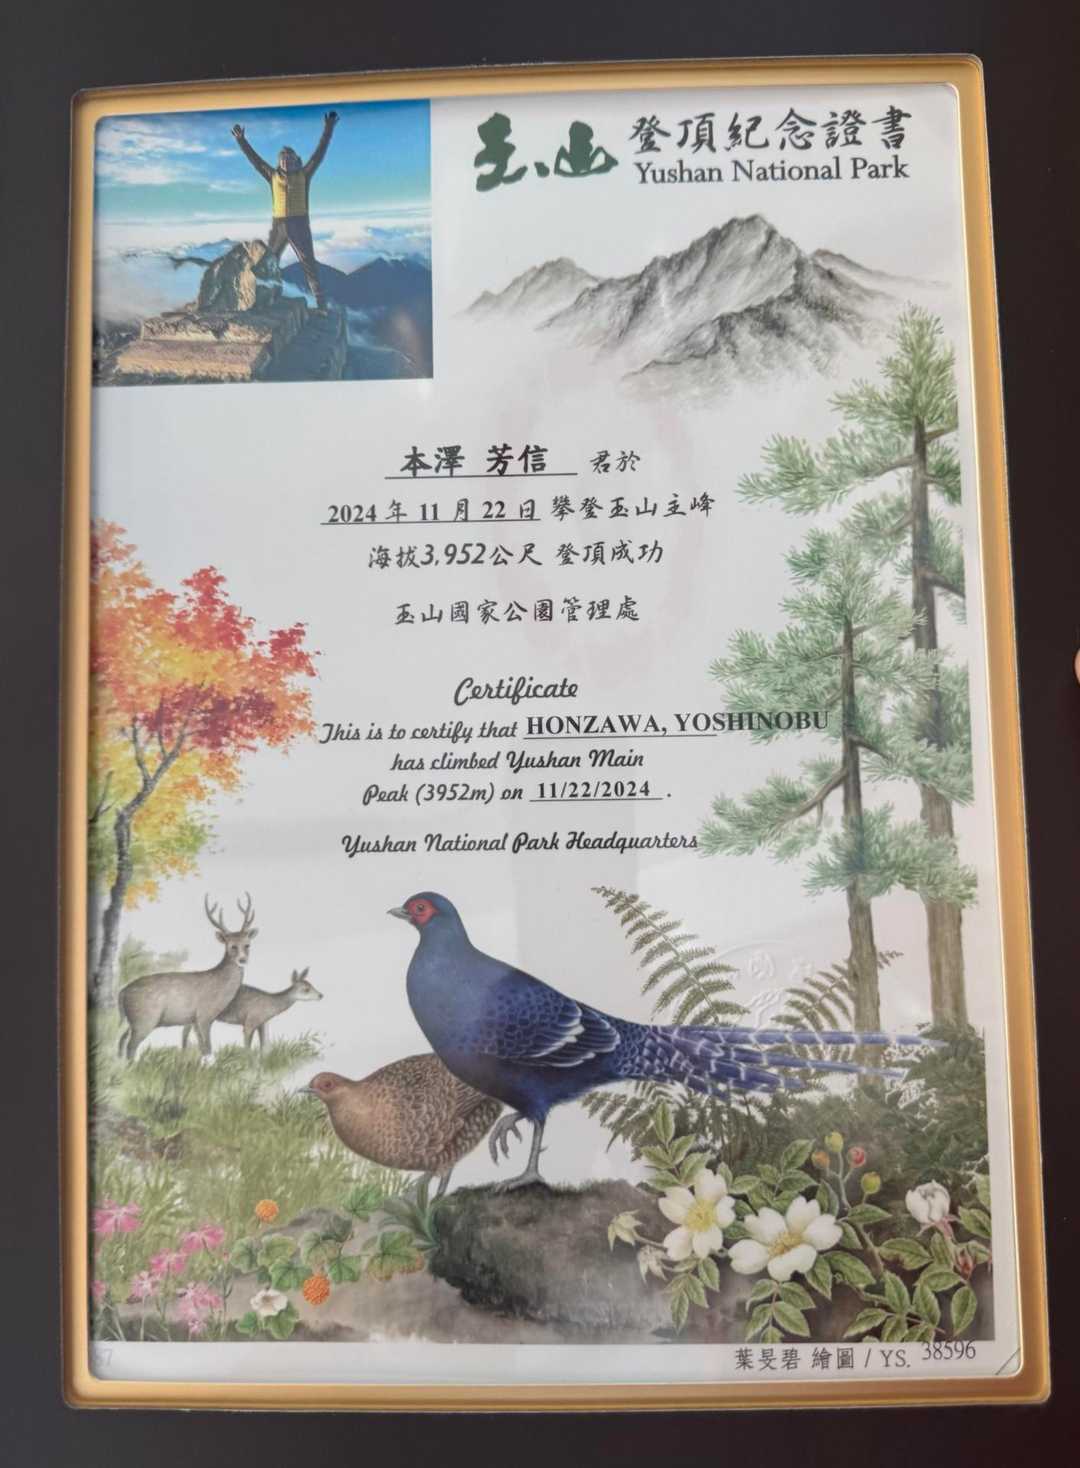 玉山 登頂紀念證書
Yushan National Park
本澤 芳信 君於
2024 年 11 月 22 日 攀登玉山主峰
海拔3,952公尺 登頂成功
玉山國家公園管理處
Certificate
This is to certify that HONZAWA, YOSHINOBU
has climbed Yushan Main
Peak (3952m) on 11/22/2024 .
Yushan National Park Headquarters
葉旻碧 繪圖 / YS. 38596